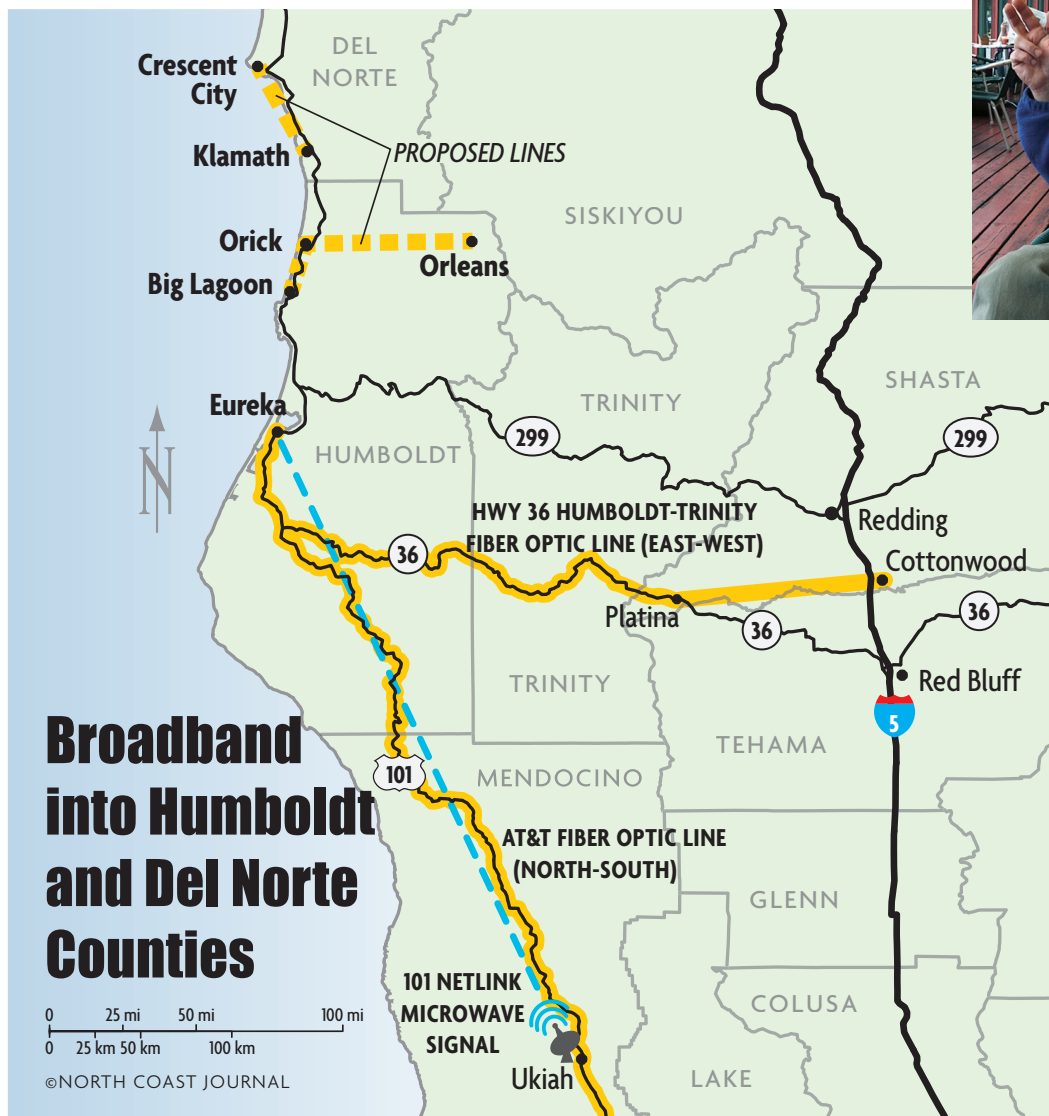 DEL
NORTE
Crescent
City
Klamath
PROPOSED LINES
SISKIYOU
Orick
Orleans
Big Lagoon
SHASTA
TRINITY
Eureka
299
299
HUMBOLDT
N
HWY 36 HUMBOLDT-TRINITY
FIBER OPTIC LINE (EAST-WEST)
Redding
36
Cottonwood
Platina
36
36
TRINITY
Red Bluff
5
TEHAMA
Broadband
into Humboldt
and Del Norte
Counties
101
MENDOCINO
AT&T FIBER OPTIC LINE
(NORTH-SOUTH)
GLENN
101 NETLINK
MICROWAVE
SIGNAL
COLUSA
0 25 mi 50 mi 100 mi
0 25 km 50 km 100 km
Ukiah
LAKE
©NORTH COAST JOURNAL